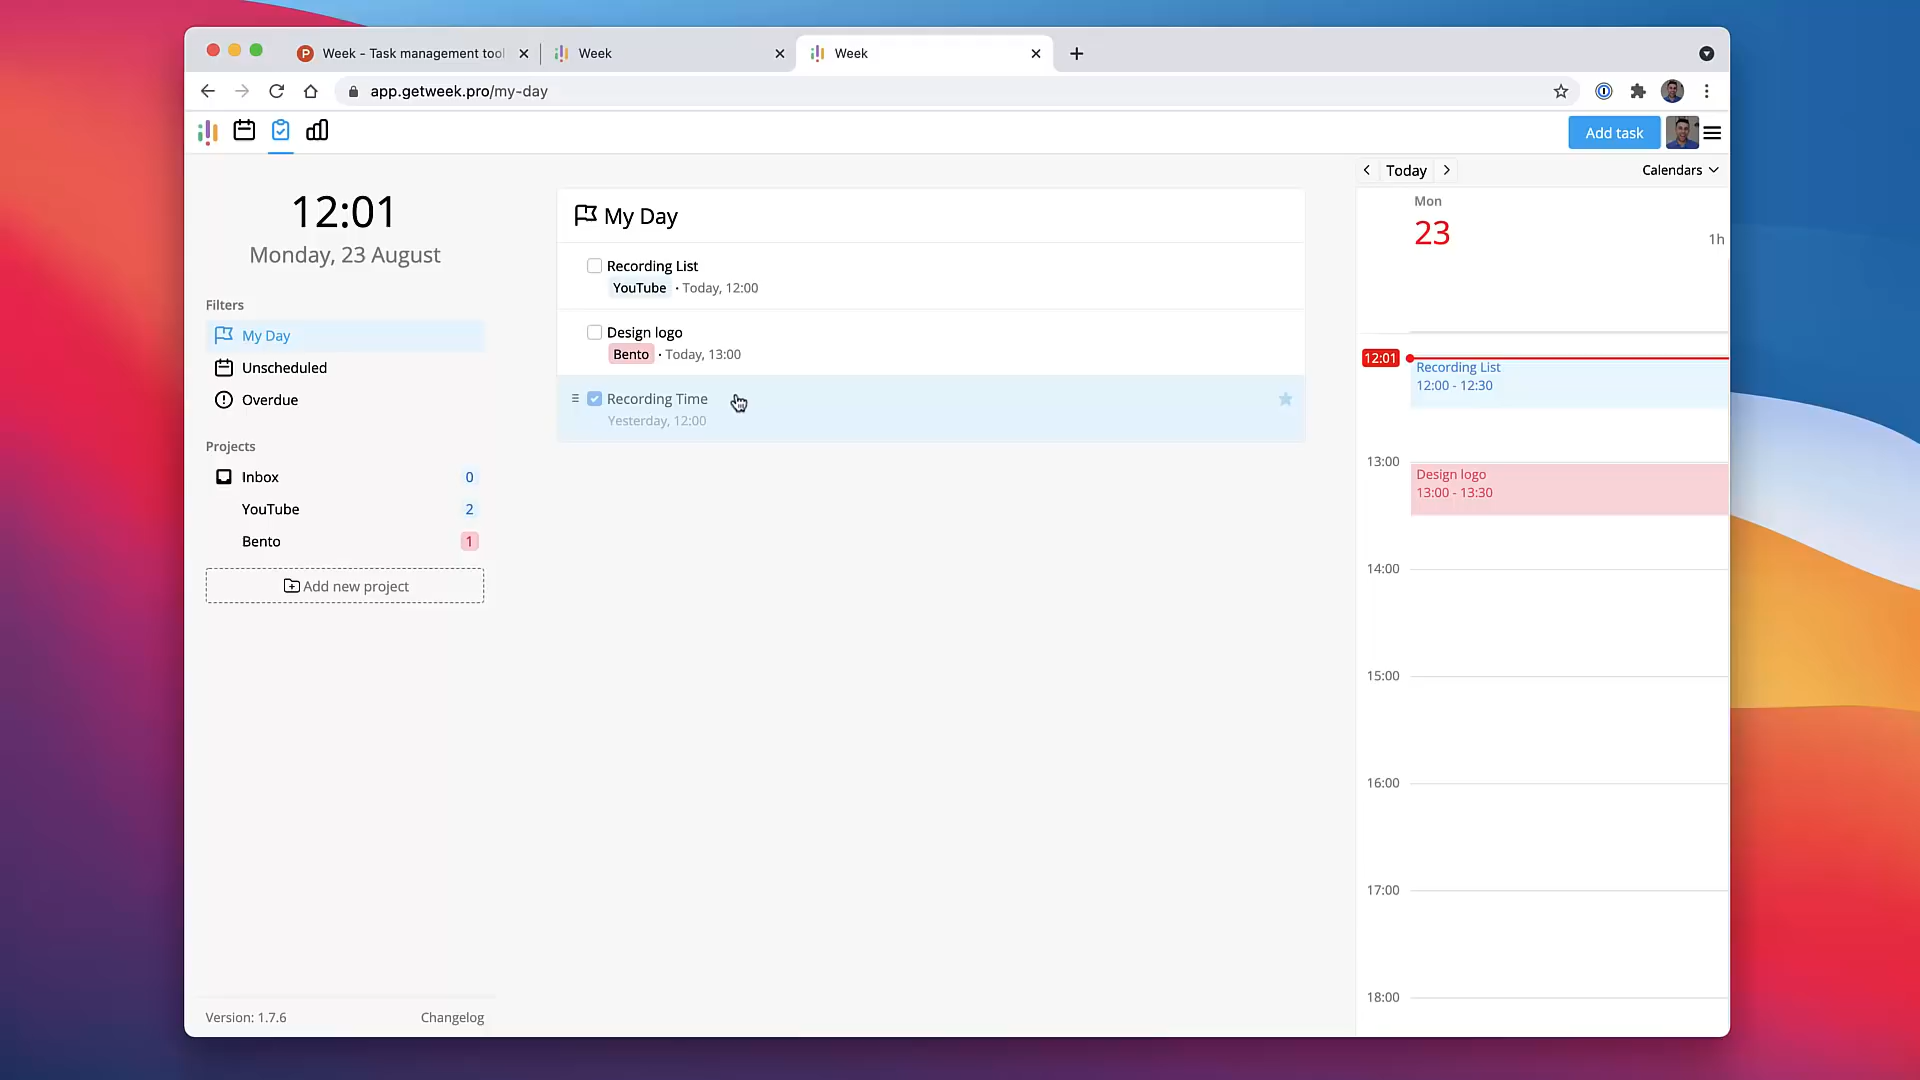 Week - Task management tool
Week
Week
app.getweek.pro/my-day
Add task
12:01
Monday, 23 August
Filters
My Day
Unscheduled
Overdue
Projects
Inbox 0
YouTube 2
Bento 1
Add new project
Version: 1.7.6 Changelog
My Day
Recording List
YouTube · Today, 12:00
Design logo
Bento · Today, 13:00
Recording Time
Yesterday, 12:00
Today Calendars
Mon
23
1h
12:01
Recording List
12:00 - 12:30
13:00
Design logo
13:00 - 13:30
14:00
15:00
16:00
17:00
18:00